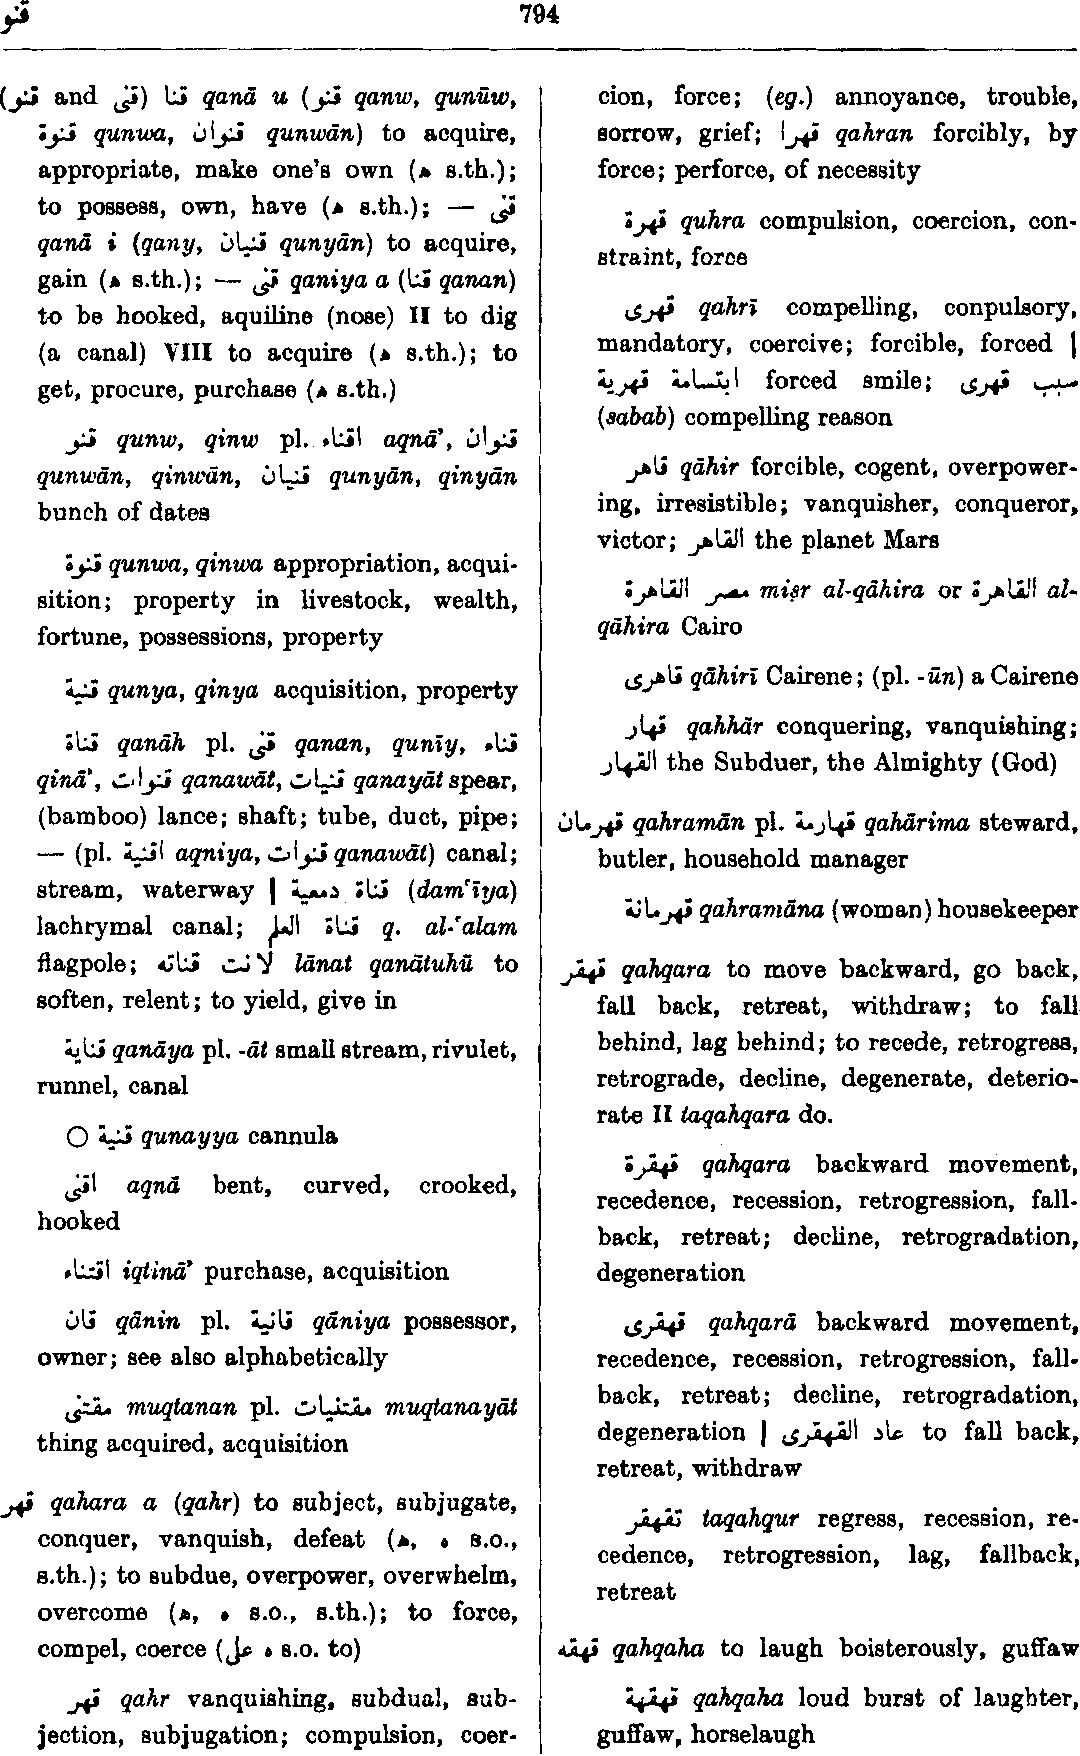 قنو
794
(قنو and قنى) قنا qanā u (قنو qanw, qunūw,
قنوة qunwa, قنوان qunwān) to acquire,
appropriate, make one's own (ه s.th.);
to possess, own, have (ه s.th.); — قنى
qanā i (qany, قنيان qunyān) to acquire,
gain (ه s.th.); — قنى qaniya a (قنا qanan)
to be hooked, aquiline (nose) II to dig
(a canal) VIII to acquire (ه s.th.); to
get, procure, purchase (ه s.th.)
قنو qunw, qinw pl. اقناء aqnā', قنوان
qunwān, qinwān, قنيان qunyān, qinyān
bunch of dates
قنوة qunwa, qinwa appropriation, acqui-
sition; property in livestock, wealth,
fortune, possessions, property
قنية qunya, qinya acquisition, property
قناة qanāh pl. قنى qanan, qunīy, قناء
qinā', قنوات qanawāt, قنيات qanayāt spear,
(bamboo) lance; shaft; tube, duct, pipe;
— (pl. اقنية aqniya, قنوات qanawāt) canal;
stream, waterway | قناة دمعية (dam‘īya)
lachrymal canal; قناة العلم q. al-‘alam
flagpole; لانت قناته lānat qanātuhū to
soften, relent; to yield, give in
قناية qanāya pl. -āt small stream, rivulet,
runnel, canal
○ قنية qunayya cannula
اقنى aqnā bent, curved, crooked,
hooked
اقتناء iqtinā' purchase, acquisition
قان qānin pl. قانية qāniya possessor,
owner; see also alphabetically
مقتنى muqtanan pl. مقتنيات muqtanayāt
thing acquired, acquisition
قهر qahara a (qahr) to subject, subjugate,
conquer, vanquish, defeat (ه, ه s.o.,
s.th.); to subdue, overpower, overwhelm,
overcome (ه, ه s.o., s.th.); to force,
compel, coerce (ه على s.o. to)
قهر qahr vanquishing, subdual, sub-
jection, subjugation; compulsion, coer-
cion, force; (eg.) annoyance, trouble,
sorrow, grief; قهرا qahran forcibly, by
force; perforce, of necessity
قهرة quhra compulsion, coercion, con-
straint, force
قهرى qahrī compelling, conpulsory,
mandatory, coercive; forcible, forced |
ابتسامة قهرية forced smile; سبب قهرى
(sabab) compelling reason
قاهر qāhir forcible, cogent, overpower-
ing, irresistible; vanquisher, conqueror,
victor; القاهر the planet Mars
مصر القاهرة miṣr al-qāhira or القاهرة al-
qāhira Cairo
قاهرى qāhirī Cairene; (pl. -ūn) a Cairene
قهار qahhār conquering, vanquishing;
القهار the Subduer, the Almighty (God)
قهرمان qahramān pl. قهارمة qahārima steward,
butler, household manager
قهرمانة qahramāna (woman) housekeeper
قهقر qahqara to move backward, go back,
fall back, retreat, withdraw; to fall
behind, lag behind; to recede, retrogress,
retrograde, decline, degenerate, deterio-
rate II taqahqara do.
قهقرة qahqara backward movement,
recedence, recession, retrogression, fall-
back, retreat; decline, retrogradation,
degeneration
قهقرى qahqarā backward movement,
recedence, recession, retrogression, fall-
back, retreat; decline, retrogradation,
degeneration | عاد القهقرى to fall back,
retreat, withdraw
تقهقر taqahqur regress, recession, re-
cedence, retrogression, lag, fallback,
retreat
قهقه qahqaha to laugh boisterously, guffaw
قهقهة qahqaha loud burst of laughter,
guffaw, horselaugh